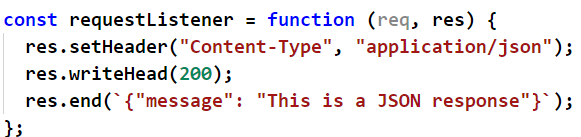 const requestListener = function (req, res) {
  res.setHeader("Content-Type", "application/json");
  res.writeHead(200);
  res.end(`{"message": "This is a JSON response"}`);
};